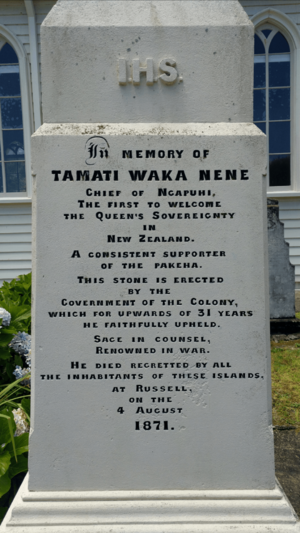 I.H.S.
In MEMORY OF
TAMATI WAKA NENE
CHIEF OF NGAPUHI,
THE FIRST TO WELCOME
THE QUEEN'S SOVEREIGNTY
IN
NEW ZEALAND.
A CONSISTENT SUPPORTER
OF THE PAKEHA.
THIS STONE IS ERECTED
BY THE
GOVERNMENT OF THE COLONY,
WHICH FOR UPWARDS OF 31 YEARS
HE FAITHFULLY UPHELD.
SAGE IN COUNSEL,
RENOWNED IN WAR.
HE DIED REGRETTED BY ALL
THE INHABITANTS OF THESE ISLANDS,
AT RUSSELL,
ON THE
4 AUGUST
1871.